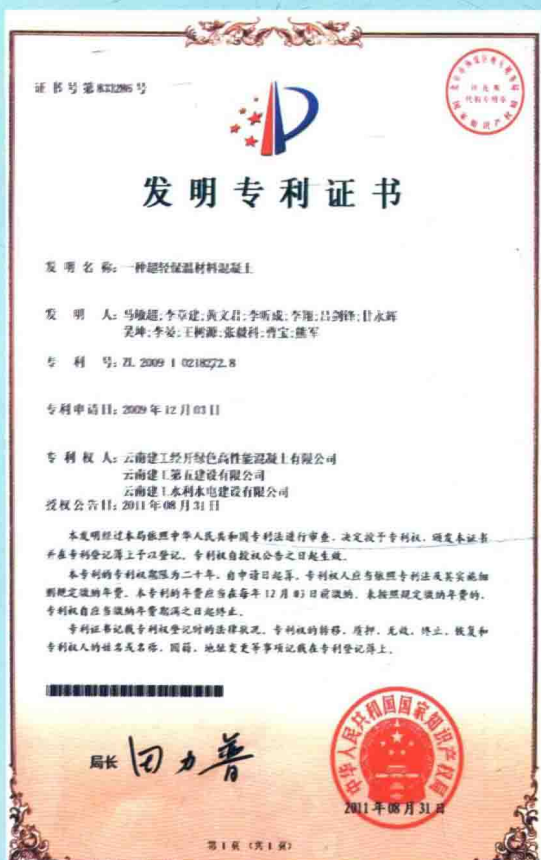 证书号第833286号
发明专利证书
发明名称：一种超轻保温材料混凝土
发明人：马敏超;李章建;黄文君;李昕成;李翔;吕剑锋;甘永辉
吴坤;李晏;王树源;张毅科;曹宝;熊军
专利号：ZL 2009 1 0218272.8
专利申请日：2009年12月03日
专利权人：云南建工经开绿色高性能混凝土有限公司
云南建工第五建设有限公司
云南建工水利水电建设有限公司
授权公告日：2011年08月31日
本发明经过本局依照中华人民共和国专利法进行审查，决定授予专利权，颁发本证书
并在专利登记簿上予以登记。专利权自授权公告之日起生效。
本专利的专利权期限为二十年，自申请日起算。专利权人应当依照专利法及其实施细
则规定缴纳年费。本专利的年费应当在每年12月03日前缴纳。未按照规定缴纳年费的，
专利权自应当缴纳年费期满之日起终止。
专利证书记载专利权登记时的法律状况。专利权的转移、质押、无效、终止、恢复和
专利权人的姓名或名称、国籍、地址变更等事项记载在专利登记簿上。
局长 田力普
中华人民共和国国家知识产权局
2011年08月31日
第1页（共1页）